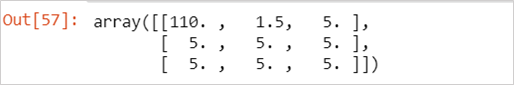 Out[57]: array([[110. ,   1.5,   5. ],
       [  5. ,   5. ,   5. ],
       [  5. ,   5. ,   5. ]])